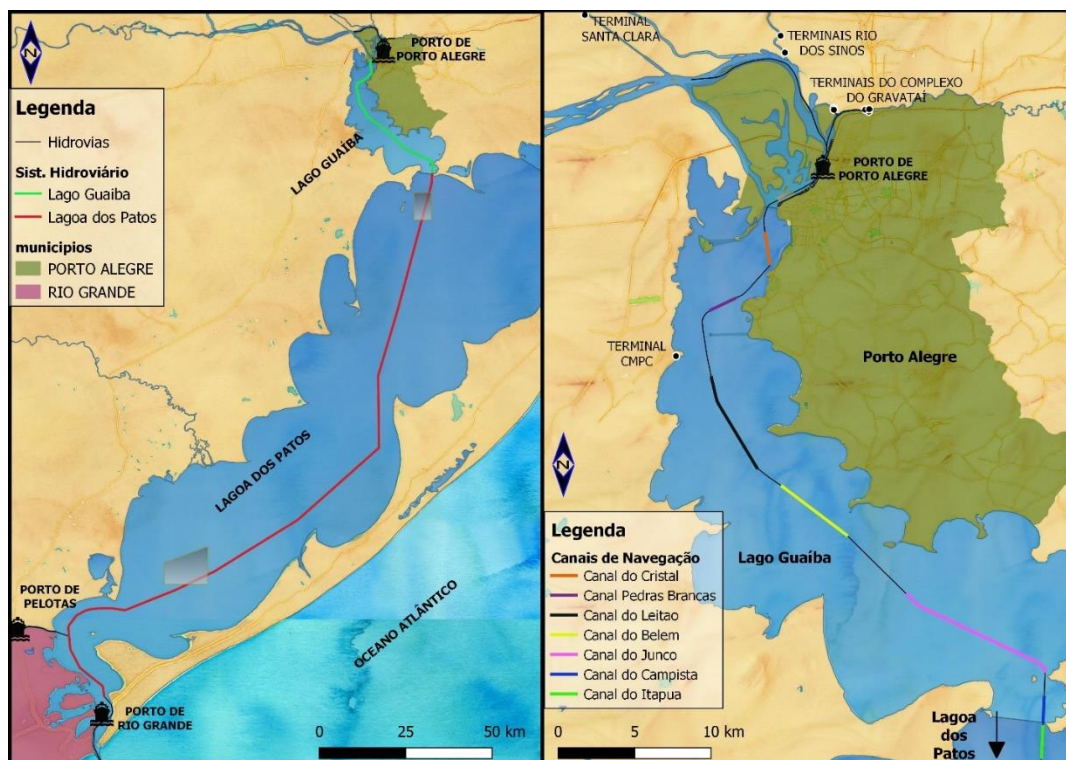 PORTO DE
PORTO ALEGRE
N
Legenda
Hidrovias
Sist. Hidroviário
Lago Guaiba
Lagoa dos Patos
municipios
PORTO ALEGRE
RIO GRANDE
LAGO GUAÍBA
LAGOA DOS PATOS
PORTO DE
PELOTAS
OCEANO ATLÂNTICO
PORTO DE
RIO GRANDE
0 25 50 km
TERMINAL
SANTA CLARA
TERMINAIS RIO
DOS SINOS
TERMINAIS DO COMPLEXO
DO GRAVATAÍ
PORTO DE
PORTO ALEGRE
TERMINAL
CMPC
Porto Alegre
N
Legenda
Canais de Navegação
Canal do Cristal
Canal Pedras Brancas
Canal do Leitao
Canal do Belem
Canal do Junco
Canal do Campista
Canal do Itapua
Lago Guaíba
Lagoa
dos
Patos
0 5 10 km